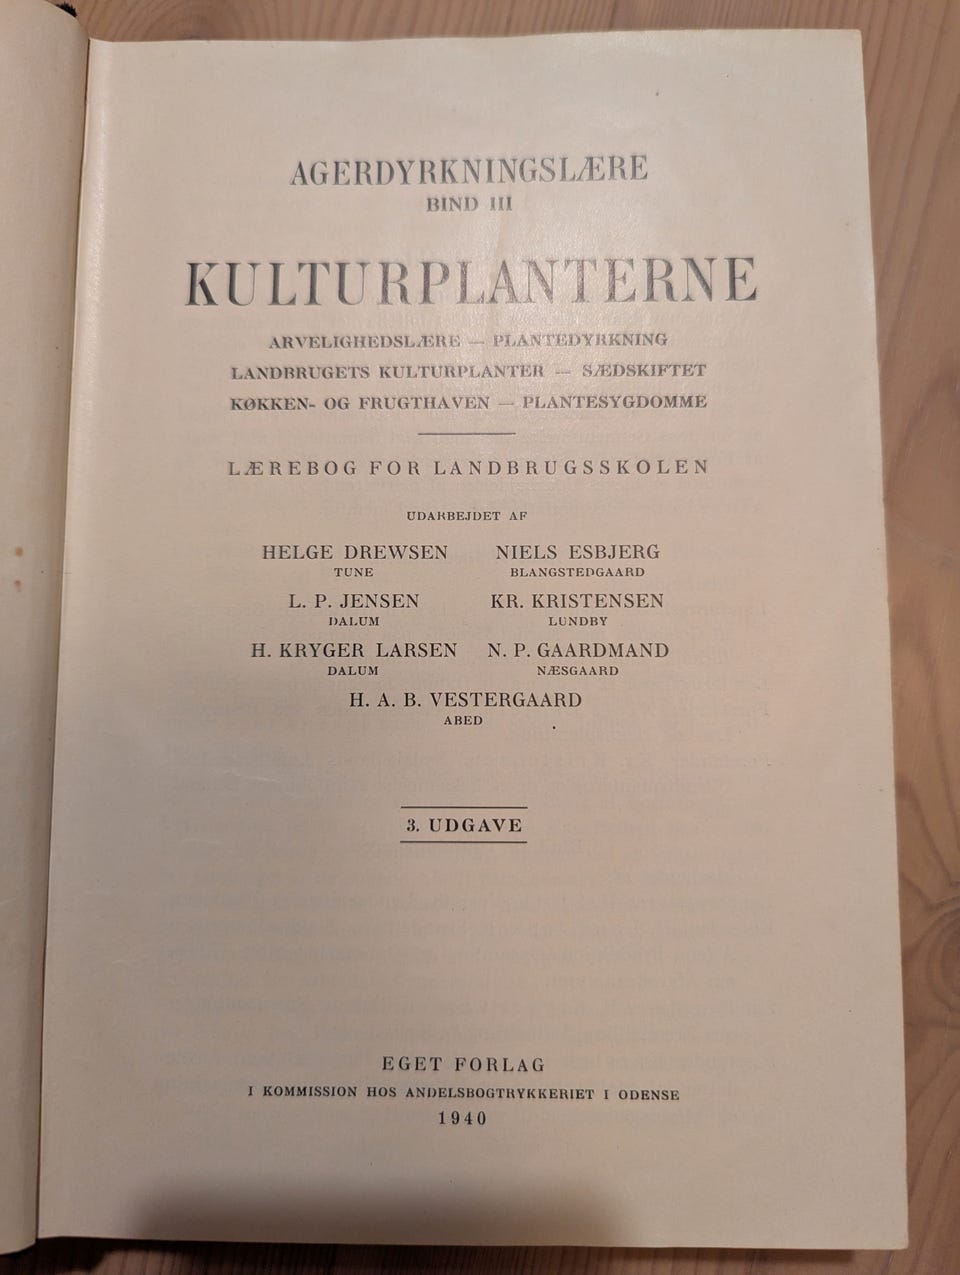 AGERDYRKNINGSLÆRE
BIND III
KULTURPLANTERNE
ARVELIGHEDSLÆRE — PLANTEDYRKNING
LANDBRUGETS KULTURPLANTER — SÆDSKIFTET
KØKKEN- OG FRUGTHAVEN — PLANTESYGDOMME
LÆREBOG FOR LANDBRUGSSKOLEN
UDARBEJDET AF
HELGE DREWSEN NIELS ESBJERG
TUNE BLANGSTEDGAARD
L. P. JENSEN KR. KRISTENSEN
DALUM LUNDBY
H. KRYGER LARSEN N. P. GAARDMAND
DALUM NÆSGAARD
H. A. B. VESTERGAARD
ABED
3. UDGAVE
EGET FORLAG
I KOMMISSION HOS ANDELSBOGTRYKKERIET I ODENSE
1940